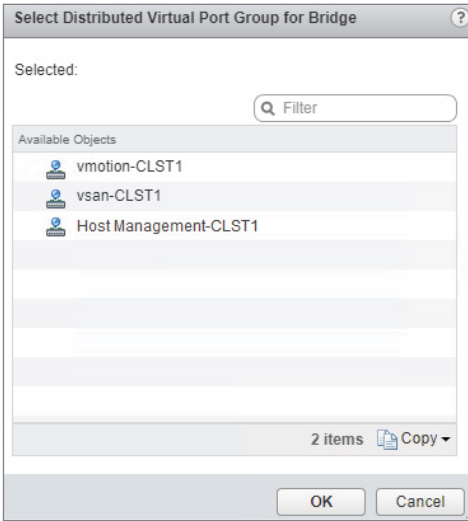 Select Distributed Virtual Port Group for Bridge ?
Selected:
Filter
Available Objects
vmotion-CLST1
vsan-CLST1
Host Management-CLST1
2 items Copy
OK Cancel